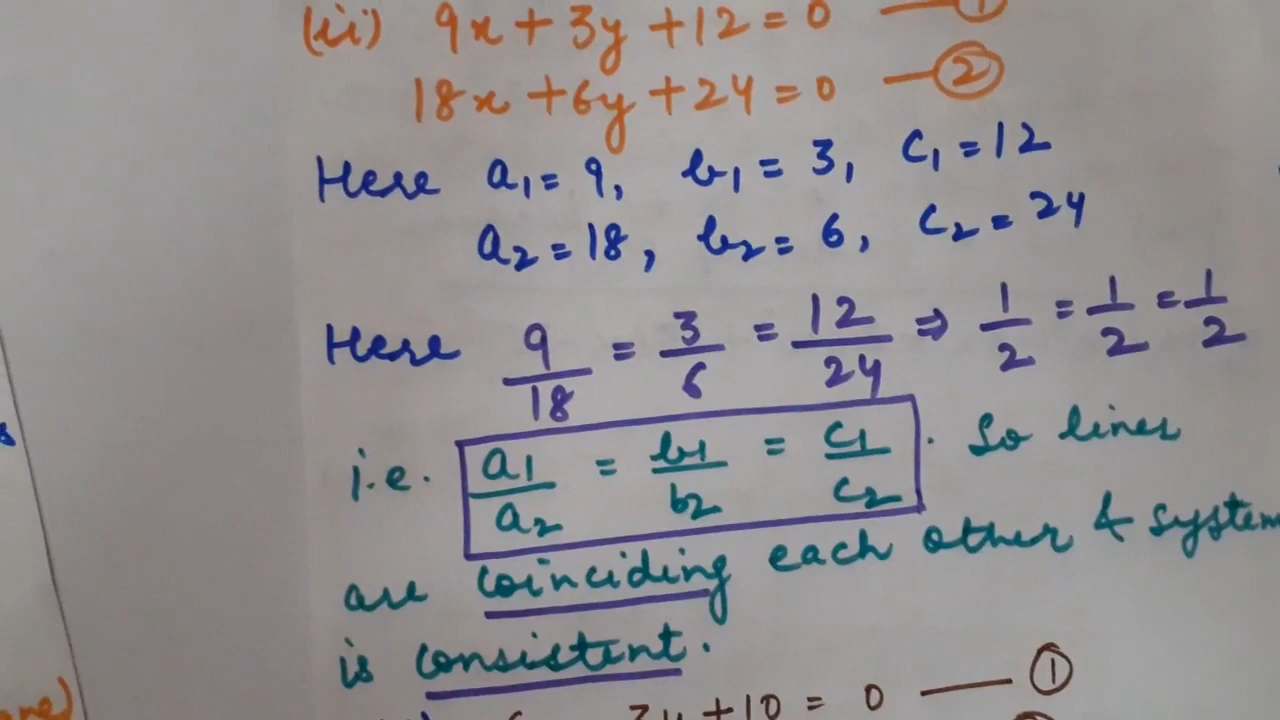 (ii) 9x + 3y + 12 = 0 — ①
18x + 6y + 24 = 0 — ②
Here a₁ = 9, b₁ = 3, c₁ = 12
a₂ = 18, b₂ = 6, c₂ = 24
Here 9/18 = 3/6 = 12/24 ⇒ 1/2 = 1/2 = 1/2
i.e. a₁/a₂ = b₁/b₂ = c₁/c₂ . So lines
are coinciding each other & system
is consistent.
3y + 10 = 0 — ①